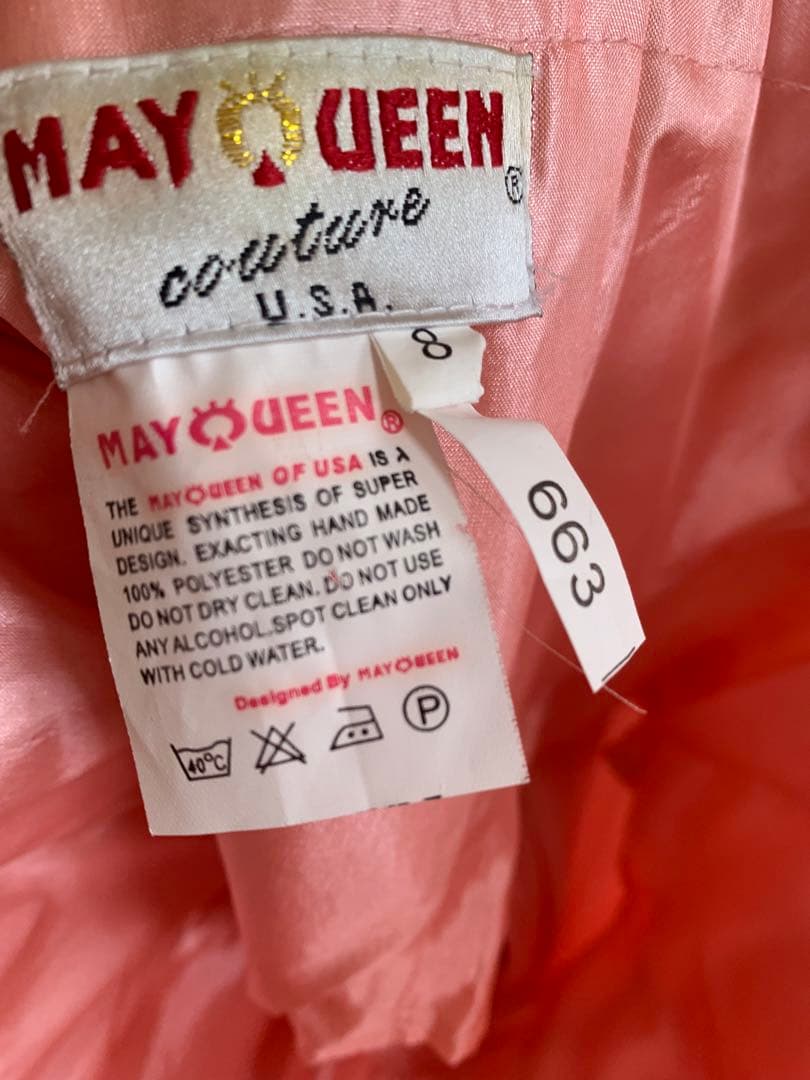 MAY QUEEN ®
couture
U.S.A.
8
663
MAYQUEEN®
THE MAYQUEEN OF USA IS A
UNIQUE SYNTHESIS OF SUPER
DESIGN. EXACTING HAND MADE
100% POLYESTER DO NOT WASH
DO NOT DRY CLEAN. DO NOT USE
ANY ALCOHOL.SPOT CLEAN ONLY
WITH COLD WATER.
Designed By MAYQUEEN
40°C P